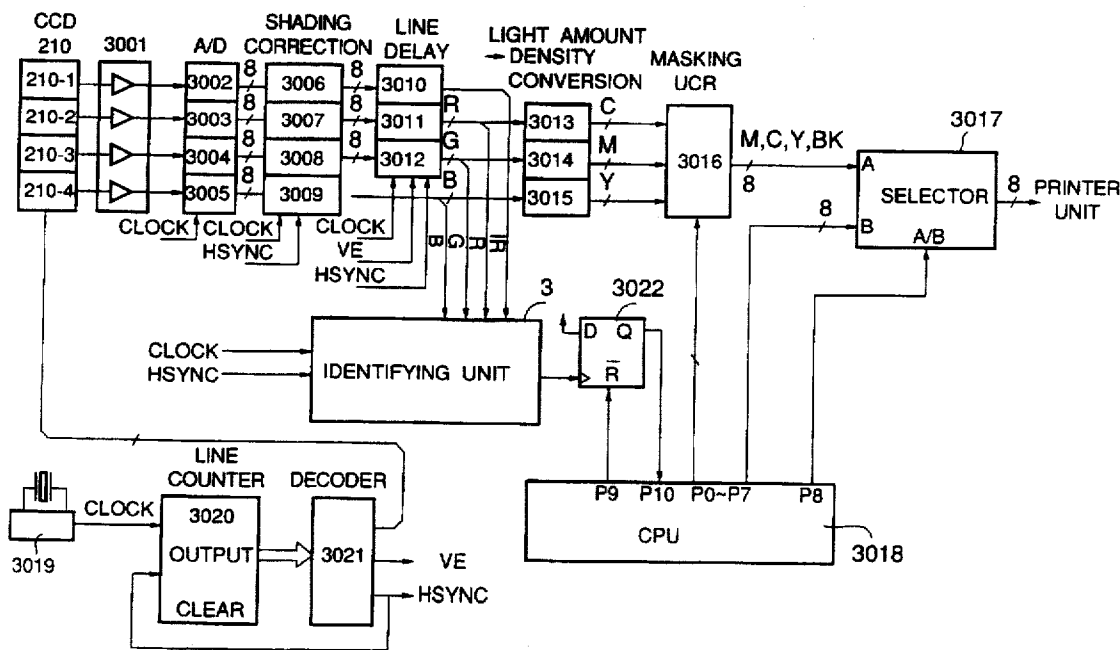 CCD
210
3001
A/D
SHADING
CORRECTION
LINE
DELAY
LIGHT AMOUNT
DENSITY
CONVERSION
MASKING
UCR
210-1
210-2
210-3
210-4
3002
3003
3004
3005
8
8
8
8
3006
3007
3008
3009
8
8
8
3010
3011
3012
R
G
B
3013
3014
3015
C
M
Y
3016
M,C,Y,BK
8
3017
A
SELECTOR
B
A/B
8
8
PRINTER
UNIT
CLOCK
CLOCK
HSYNC
CLOCK
VE
HSYNC
B
G
R
IR
3
CLOCK
HSYNC
IDENTIFYING UNIT
3022
D Q
R
P9 P10 P0~P7 P8
CPU
3018
LINE
COUNTER
DECODER
CLOCK
3019
3020
OUTPUT
CLEAR
3021
VE
HSYNC